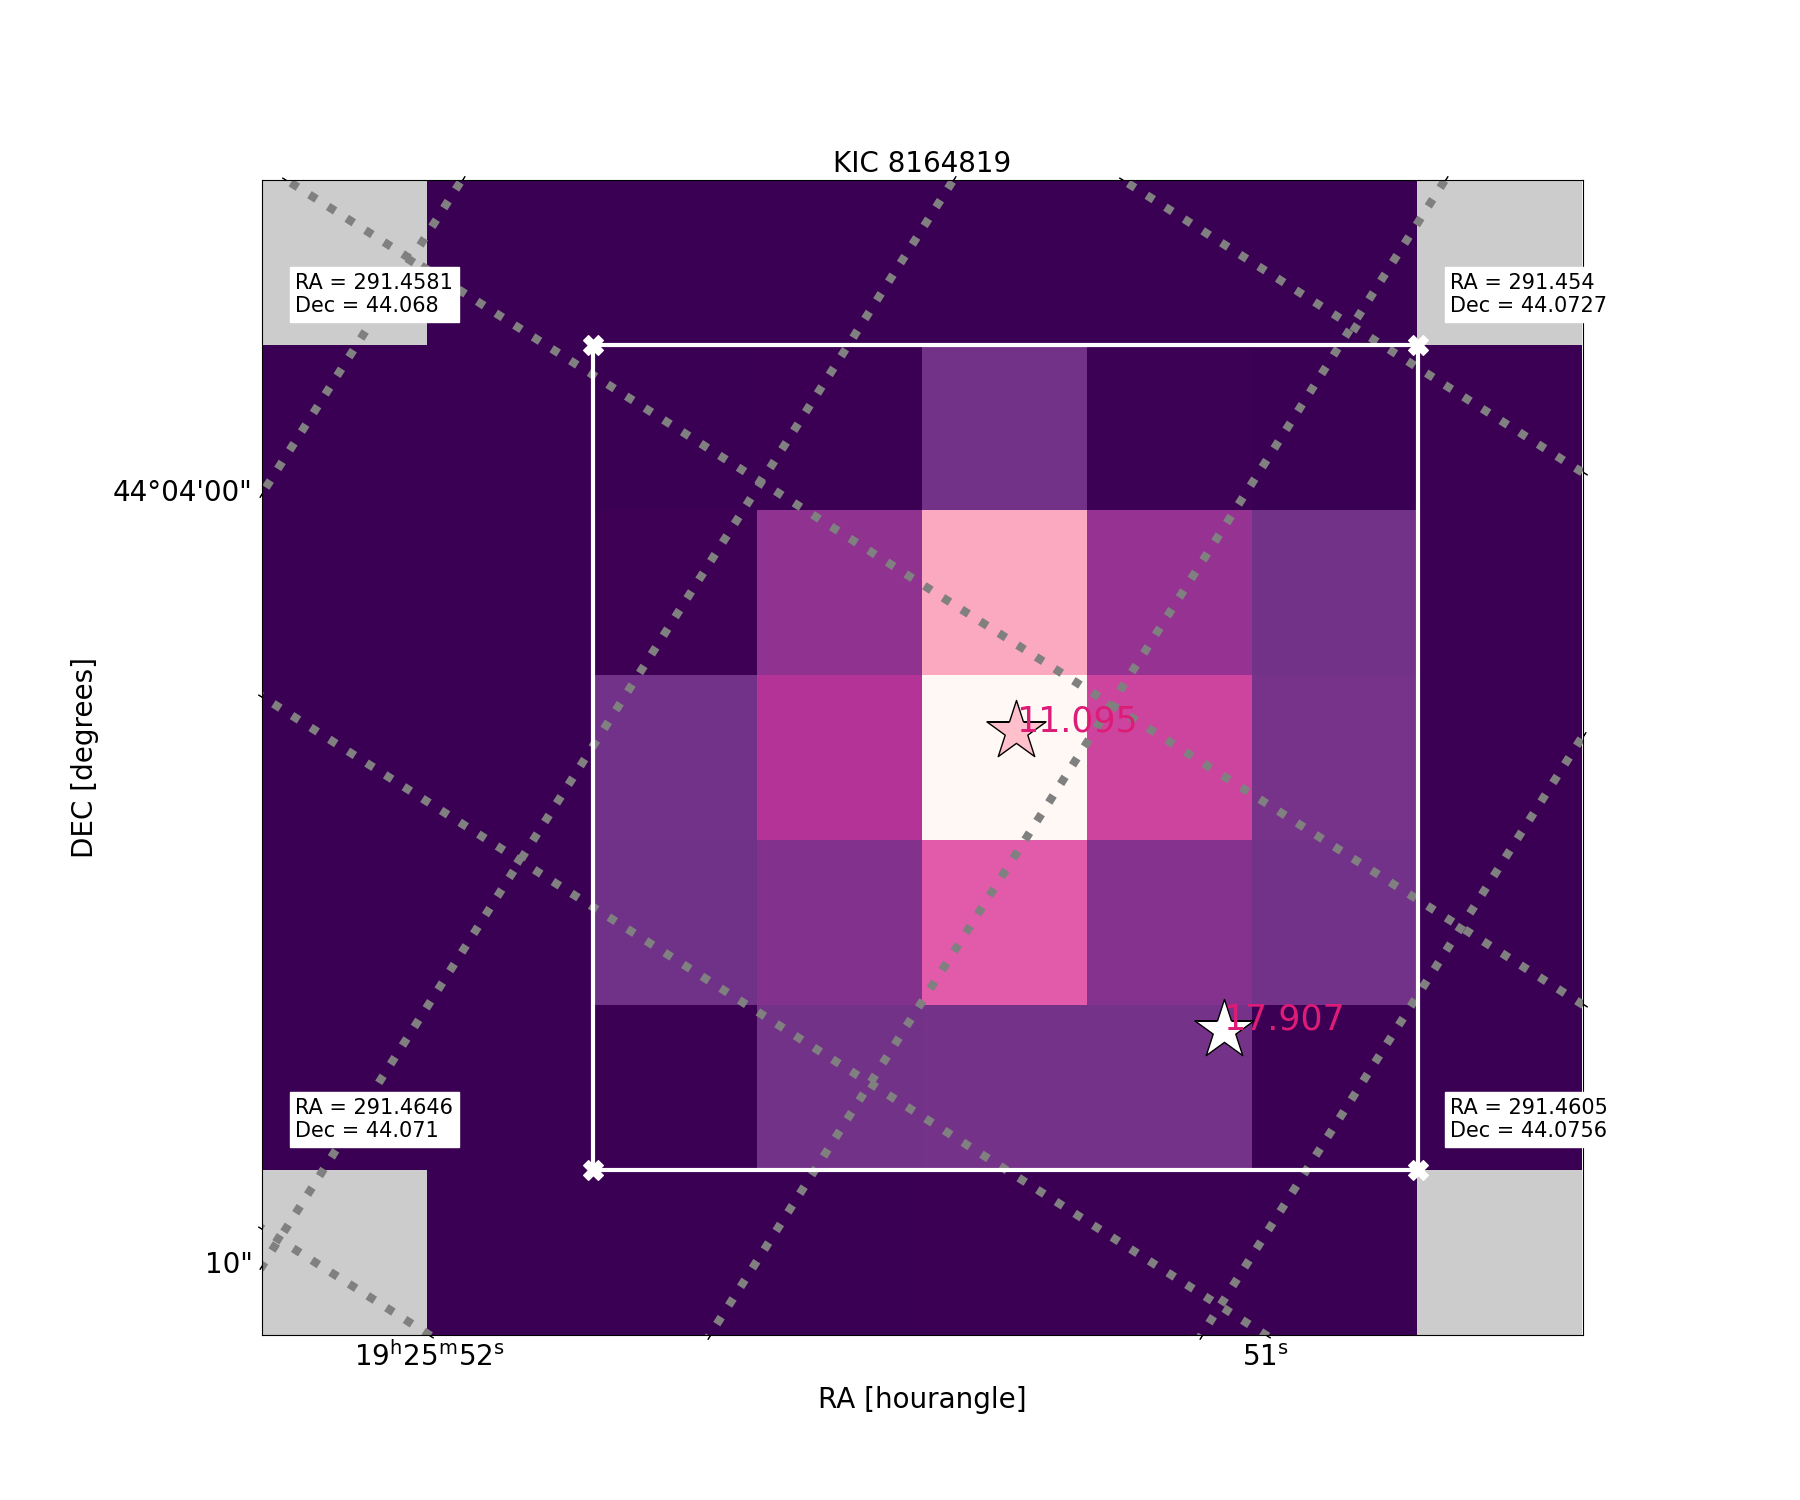 KIC 8164819
RA = 291.4581
Dec = 44.068
RA = 291.454
Dec = 44.0727
44°04'00"
11.095
DEC [degrees]
17.907
RA = 291.4646
Dec = 44.071
RA = 291.4605
Dec = 44.0756
10"
19h25m52s
51s
RA [hourangle]